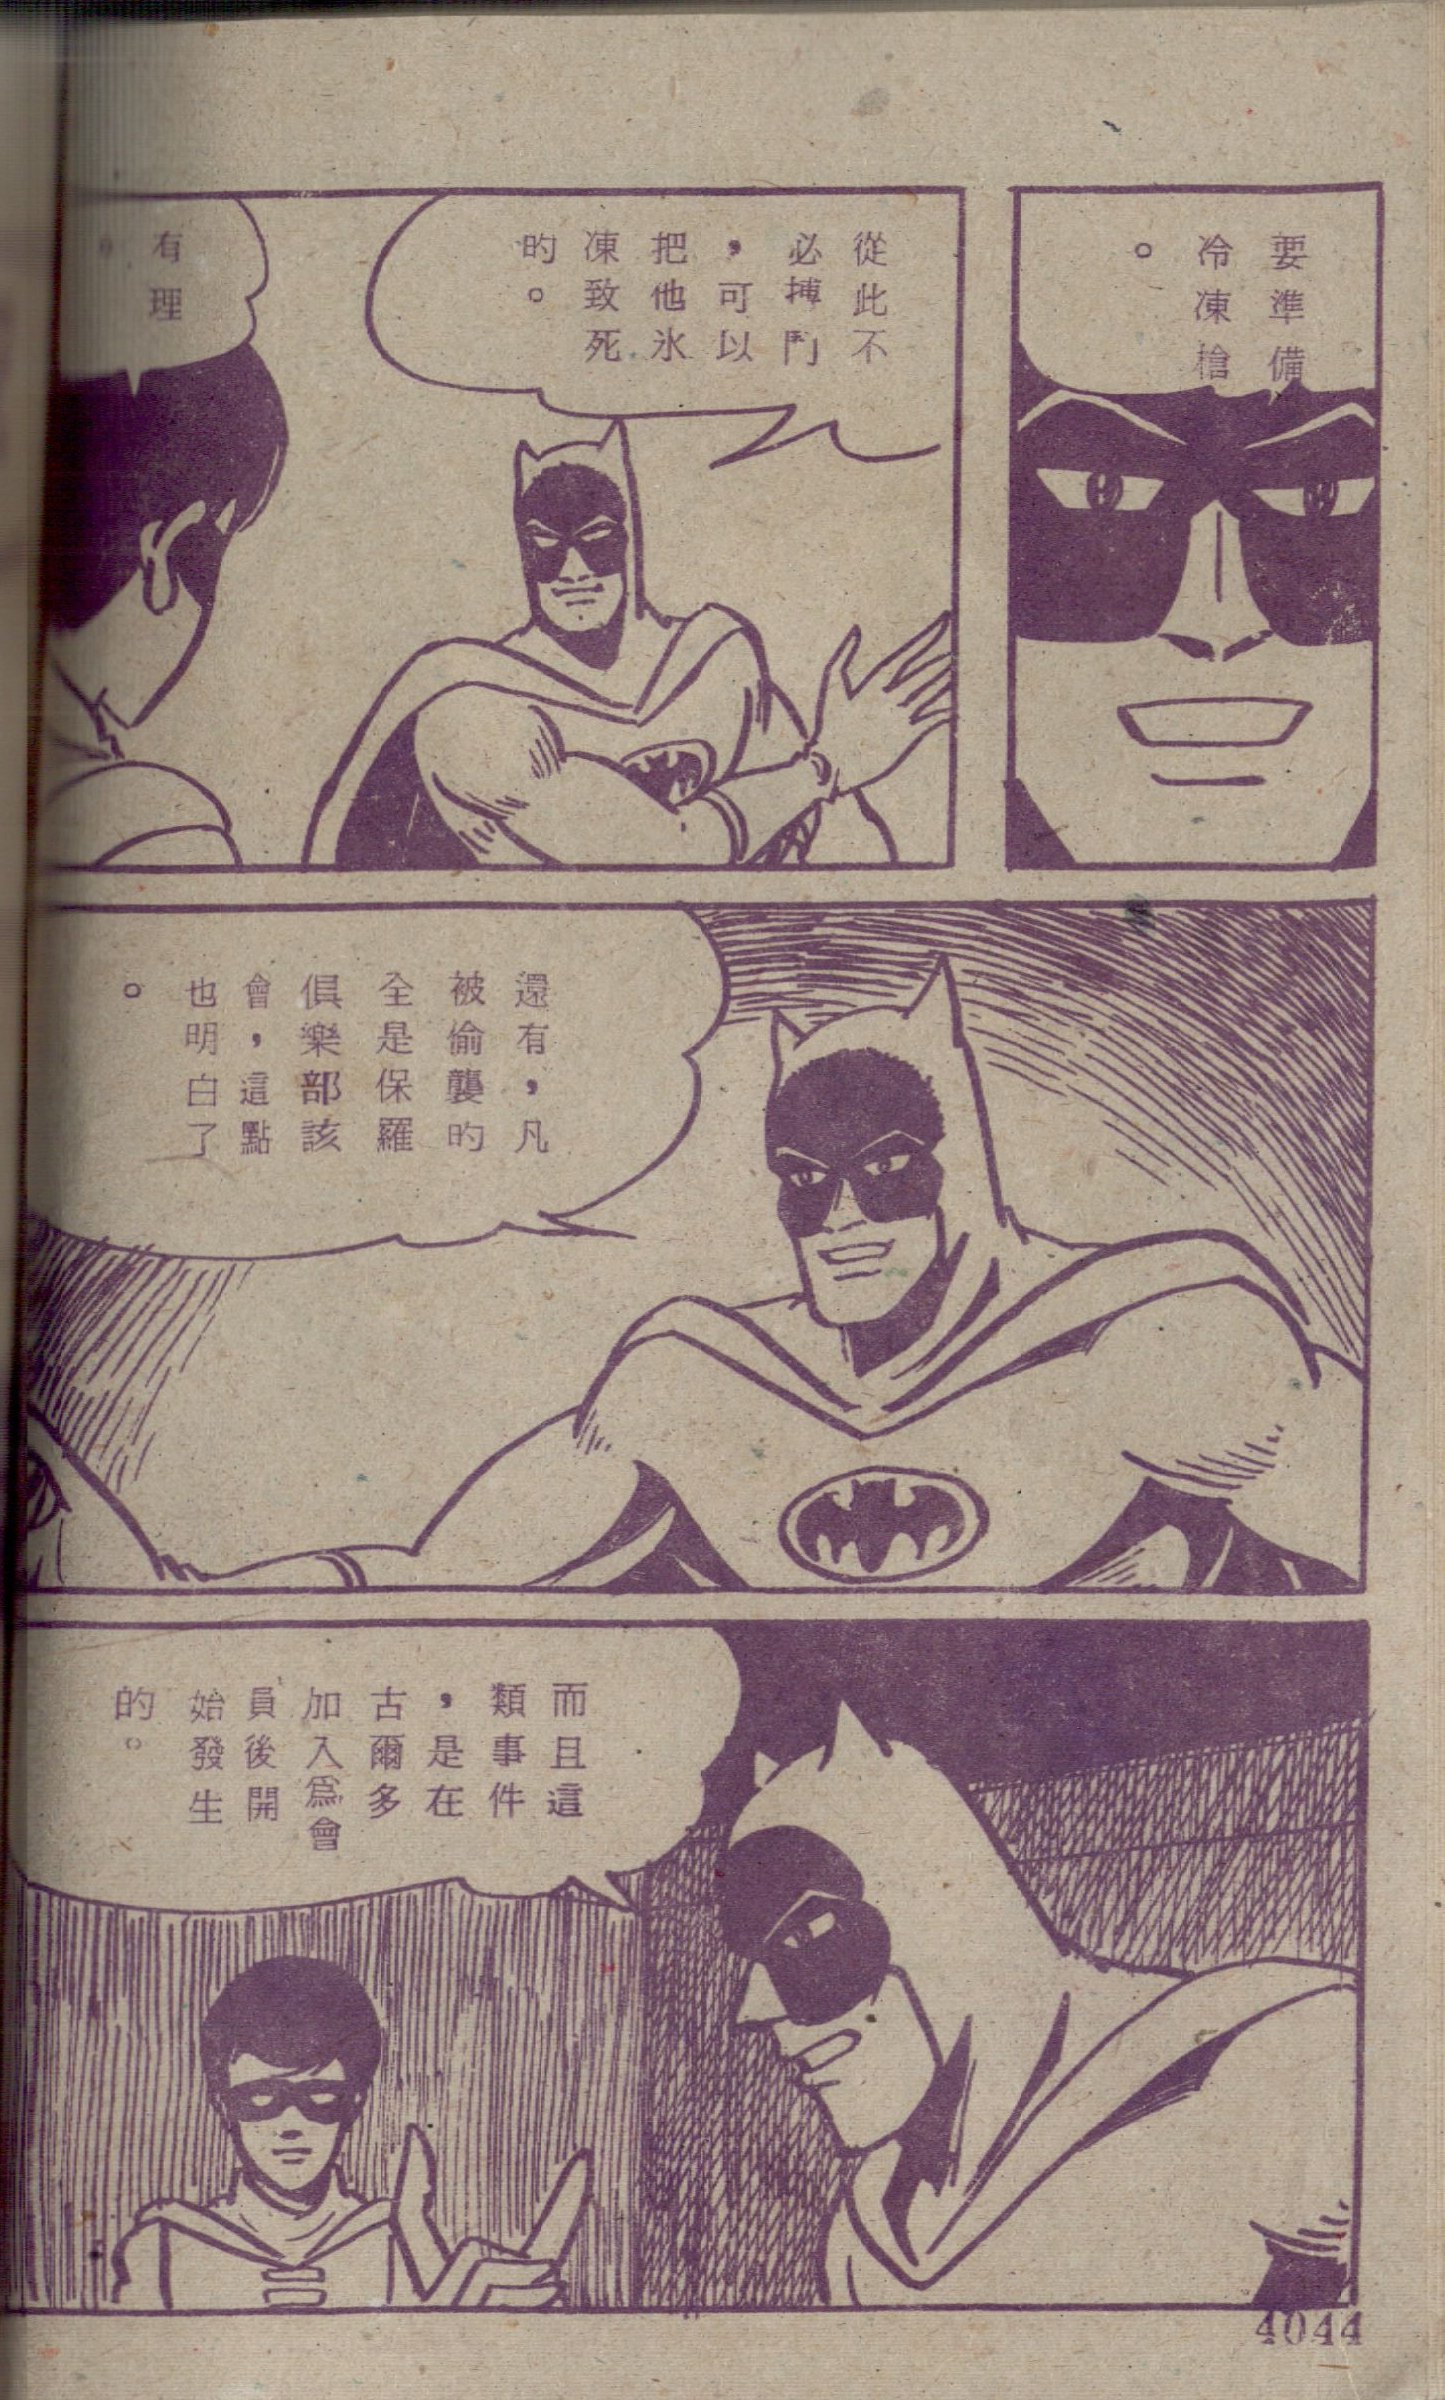 要準備
冷凍槍
。
從此不
必搏鬥
，可以
把他氷
凍致死
的。
有理
。
還有，凡
被偷襲的
全是保羅
俱樂部該
會，這點
也明白了
。
而且這
類事件
，是在
古爾多
加入為會
員後開
始發生
的。
4044